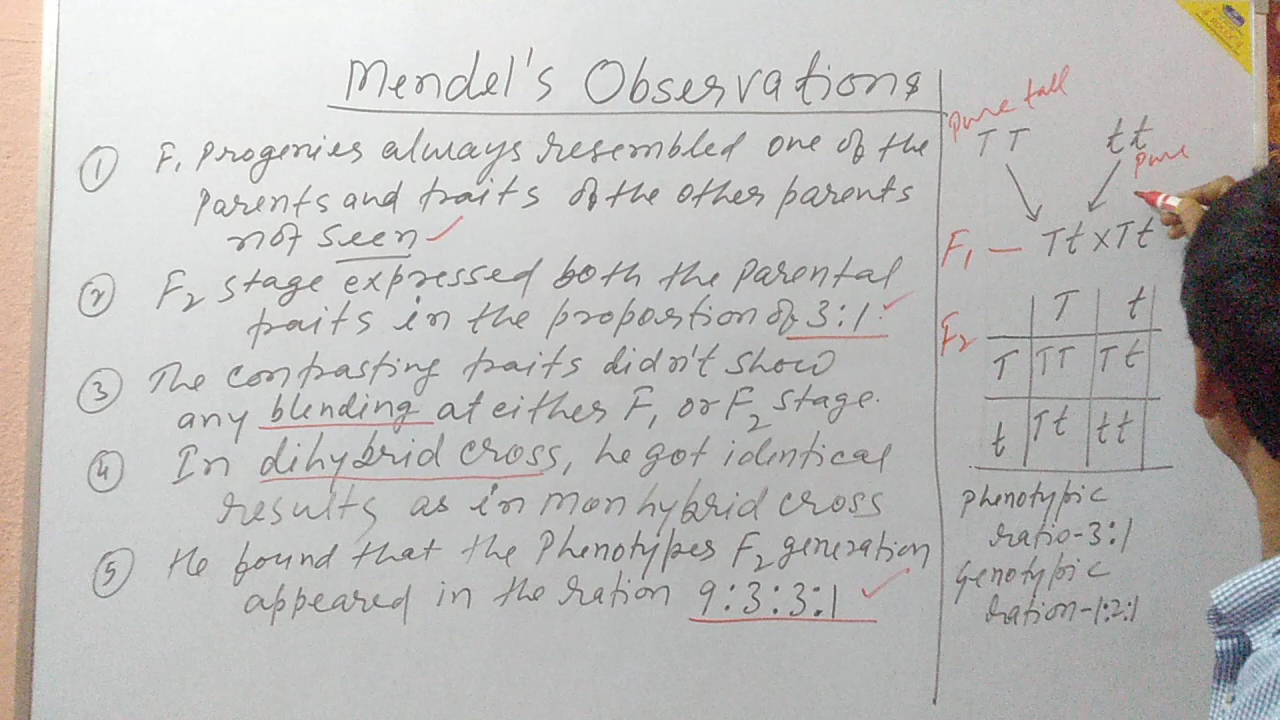 Mendel's Observations
① F₁ progenies always resembled one of the
parents and traits of the other parents
not seen ✓
② F₂ stage expressed both the parental
traits in the proportion of 3:1 ✓
③ The contrasting traits didn't show
any blending at either F₁ or F₂ stage.
④ In dihybrid cross, he got identical
results as in monhybrid cross
⑤ He found that the Phenotypes F₂ generation
appeared in the ration 9:3:3:1 ✓
pure tall
TT tt
pure
F₁ — Tt x Tt
F₂ T t
T TT Tt
t Tt tt
phenotypic
ratio-3:1
genotypic
ration-1:2:1